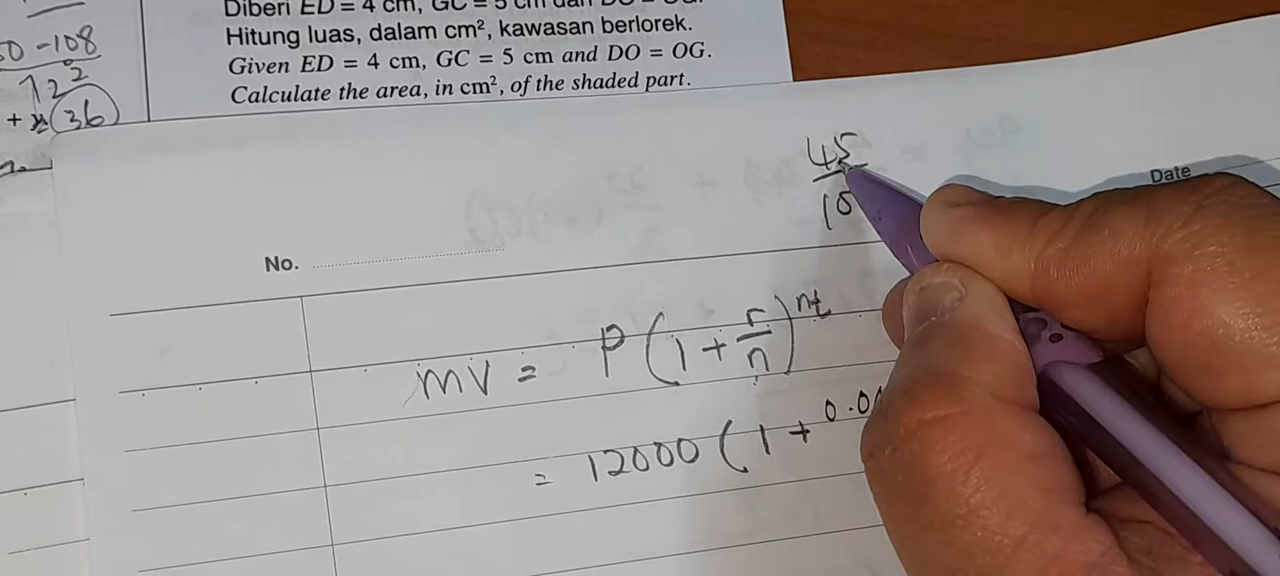 Diberi ED = 4 cm, GC = 5 cm dan DO = OG.
Hitung luas, dalam cm², kawasan berlorek.
Given ED = 4 cm, GC = 5 cm and DO = OG.
Calculate the area, in cm², of the shaded part.
0 - 108
72°
+ 36
45
10
Date
No.
MV = P(1 + r/n)^nt
= 12000 (1 + 0.0